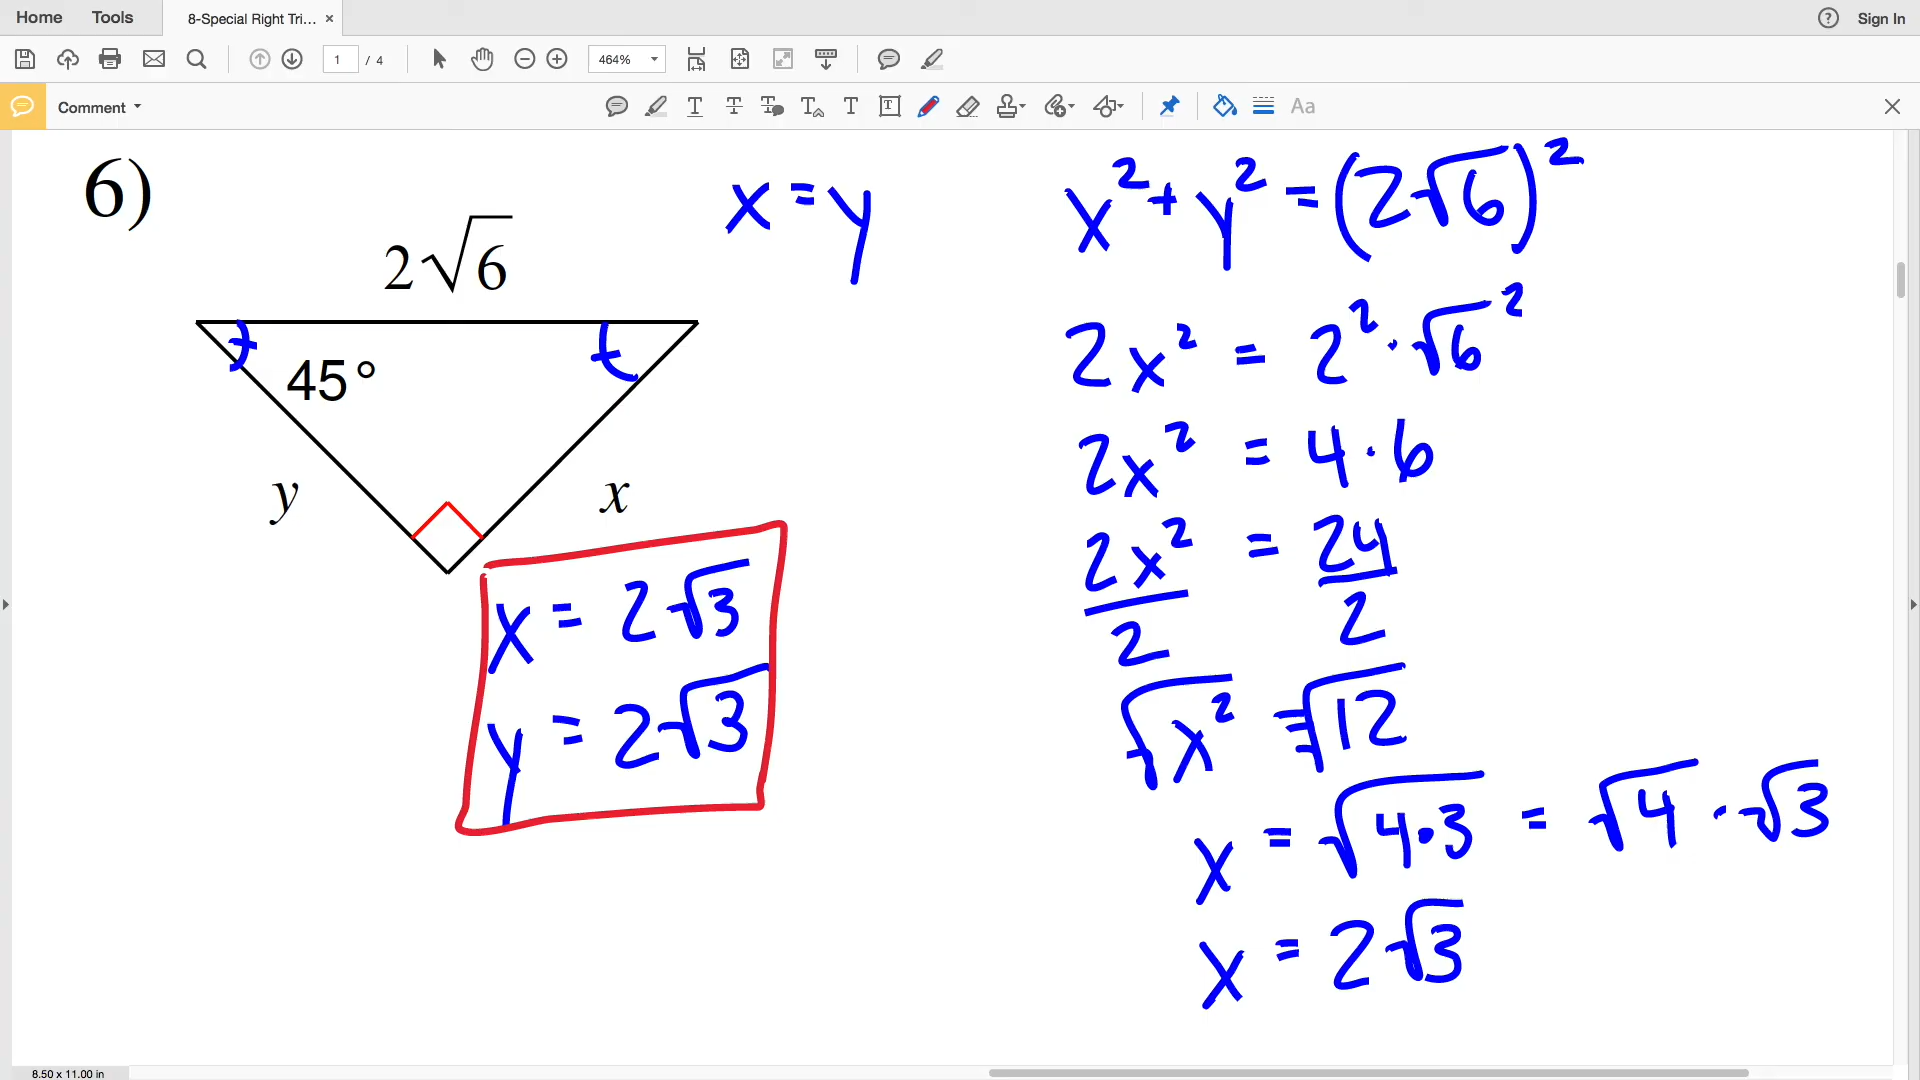 Home Tools 8-Special Right Tri... × ? Sign In
1 / 4 464%
Comment T T T T T T Aa
6)
2√6
45°
y
x
x = y
x = 2√3
y = 2√3
x² + y² = (2√6)²
2x² = 2² · √6²
2x² = 4 · 6
2x²/2 = 24/2
√x² = √12
x = √4·3 = √4 · √3
x = 2√3
8.50 x 11.00 in